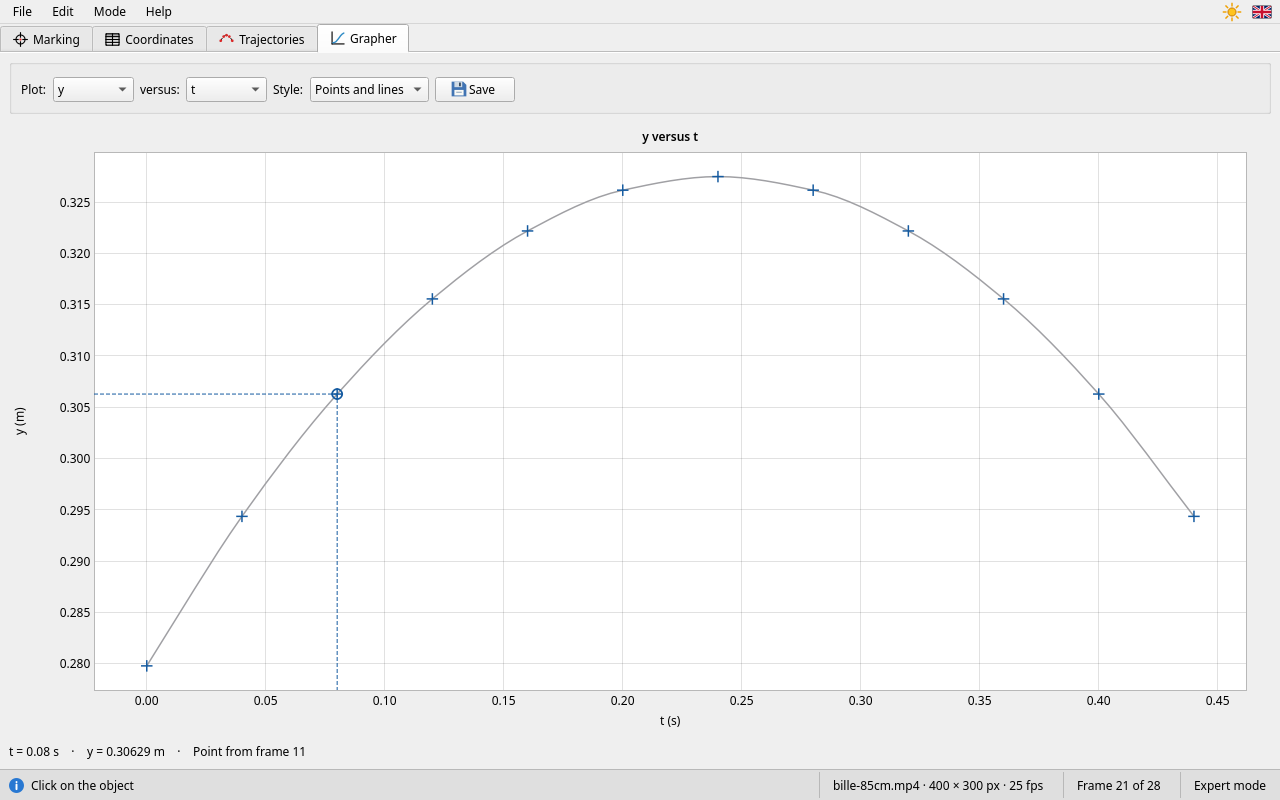 File Edit Mode Help
Marking Coordinates Trajectories Grapher
Plot: y versus: t Style: Points and lines Save
y versus t
0.325
0.320
0.315
0.310
0.305
0.300
0.295
0.290
0.285
0.280
y (m)
0.00 0.05 0.10 0.15 0.20 0.25 0.30 0.35 0.40 0.45
t (s)
t = 0.08 s · y = 0.30629 m · Point from frame 11
Click on the object bille-85cm.mp4 · 400 × 300 px · 25 fps Frame 21 of 28 Expert mode